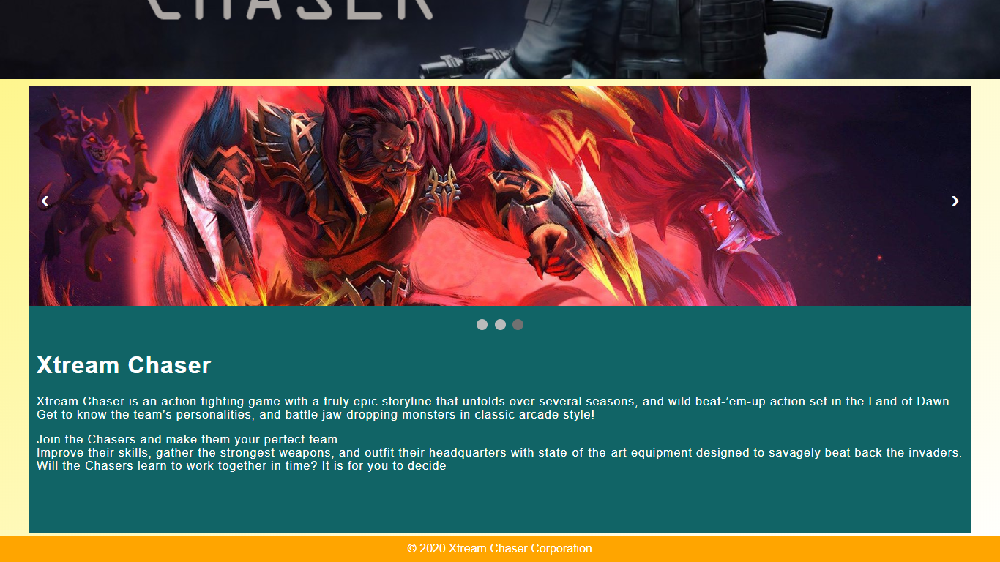 CHASER
❮
❯
Xtream Chaser
Xtream Chaser is an action fighting game with a truly epic storyline that unfolds over several seasons, and wild beat-’em-up action set in the Land of Dawn.
Get to know the team’s personalities, and battle jaw-dropping monsters in classic arcade style!
Join the Chasers and make them your perfect team.
Improve their skills, gather the strongest weapons, and outfit their headquarters with state-of-the-art equipment designed to savagely beat back the invaders.
Will the Chasers learn to work together in time? It is for you to decide
© 2020 Xtream Chaser Corporation